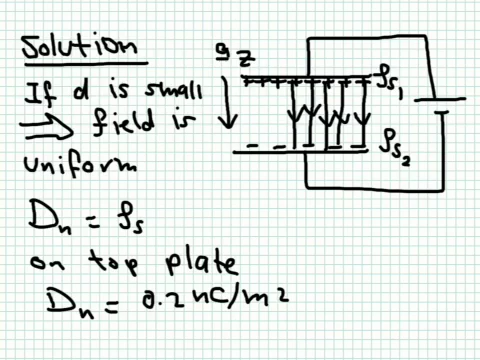 Solution
If d is small
⇒ field is
uniform
Dn = ρs
on top plate
Dn = 0.2 nC/m2
az
+ + + + + + + +
ρs1
- - - - -
ρs2